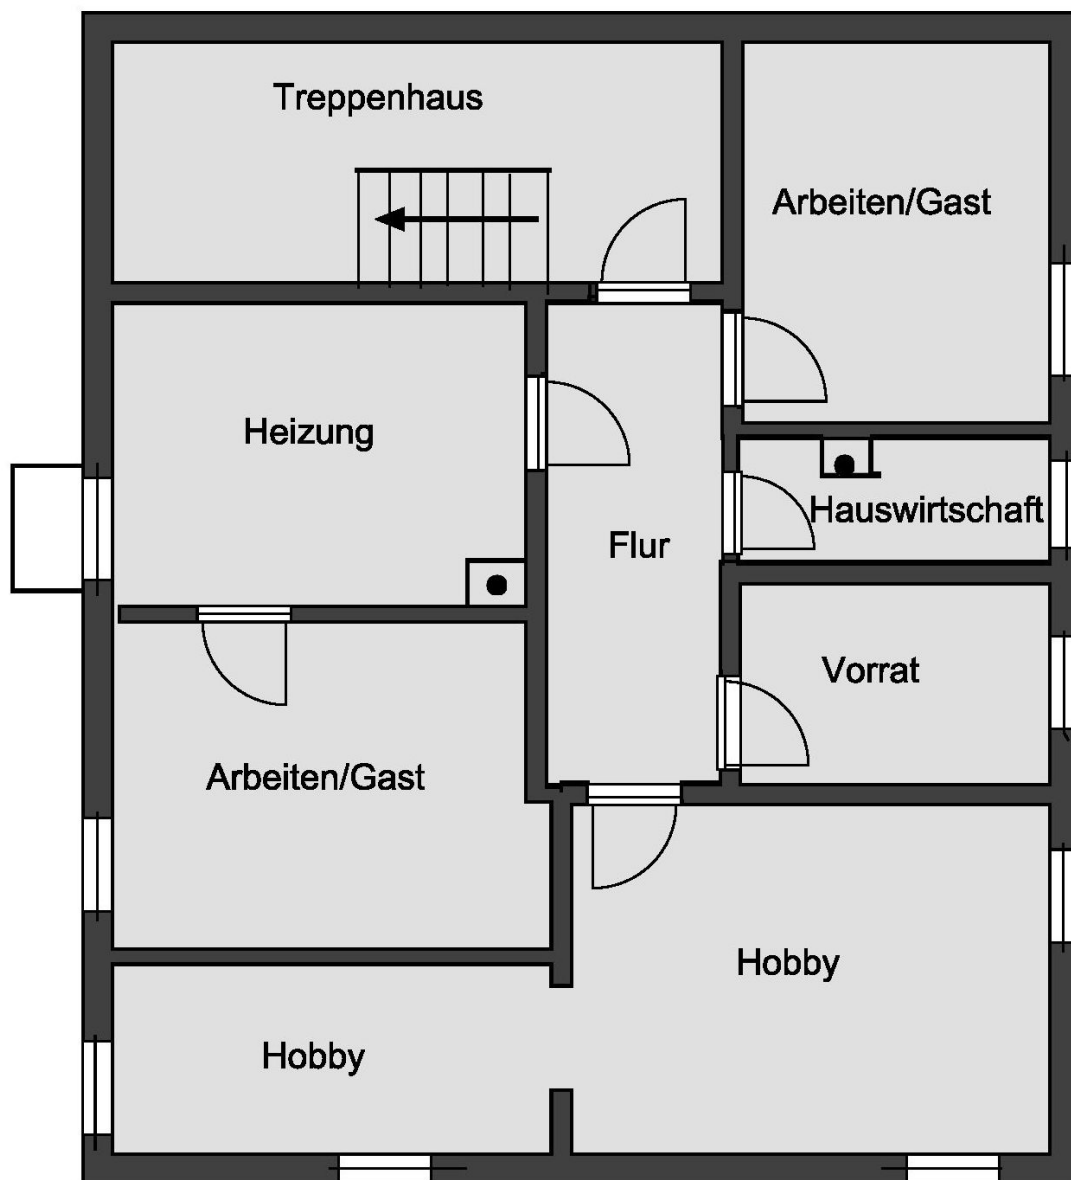 Treppenhaus
Arbeiten/Gast
Heizung
Hauswirtschaft
Flur
Vorrat
Arbeiten/Gast
Hobby
Hobby